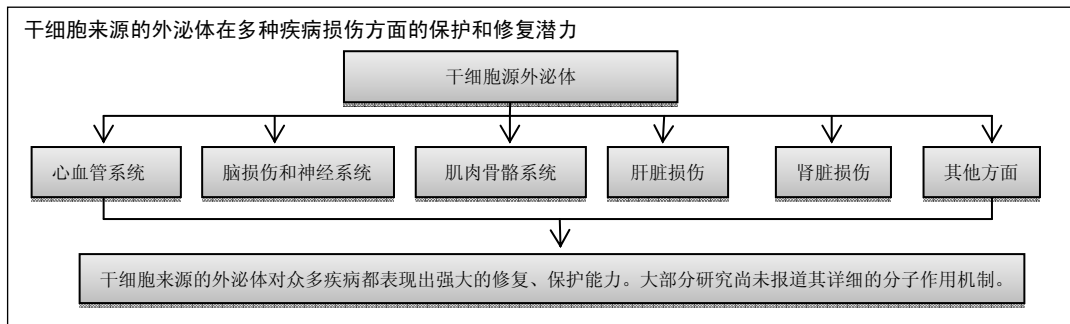 干细胞来源的外泌体在多种疾病损伤方面的保护和修复潜力
干细胞源外泌体
心血管系统
脑损伤和神经系统
肌肉骨骼系统
肝脏损伤
肾脏损伤
其他方面
干细胞来源的外泌体对众多疾病都表现出强大的修复、保护能力。大部分研究尚未报道其详细的分子作用机制。